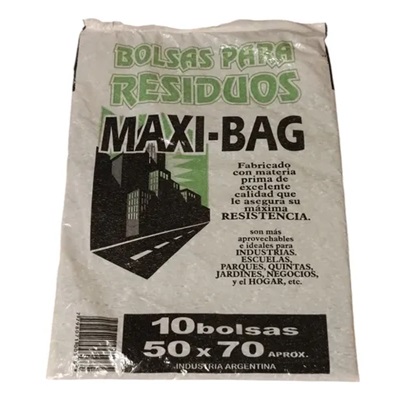 BOLSAS PARA
RESIDUOS
MAXI-BAG
Fabricado
con materia
prima de
excelente
calidad que
le asegura su
máxima
RESISTENCIA.
son más
aprovechables
e ideales para
INDUSTRIAS,
ESCUELAS,
PARQUES, QUINTAS,
JARDINES, NEGOCIOS,
y el HOGAR, etc.
10 bolsas
50 x 70 APROX.
INDUSTRIA ARGENTINA